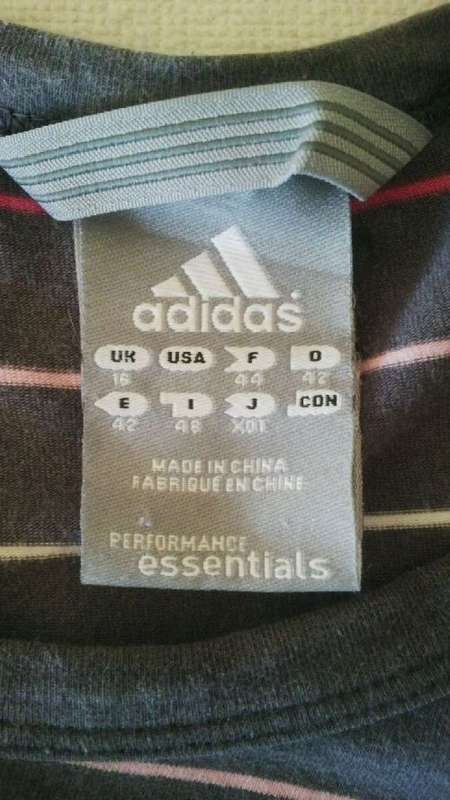 adidas
UK USA F D
16 44 42
E I J CON
42 48 XOT
MADE IN CHINA
FABRIQUÉ EN CHINE
PERFORMANCE
essentials